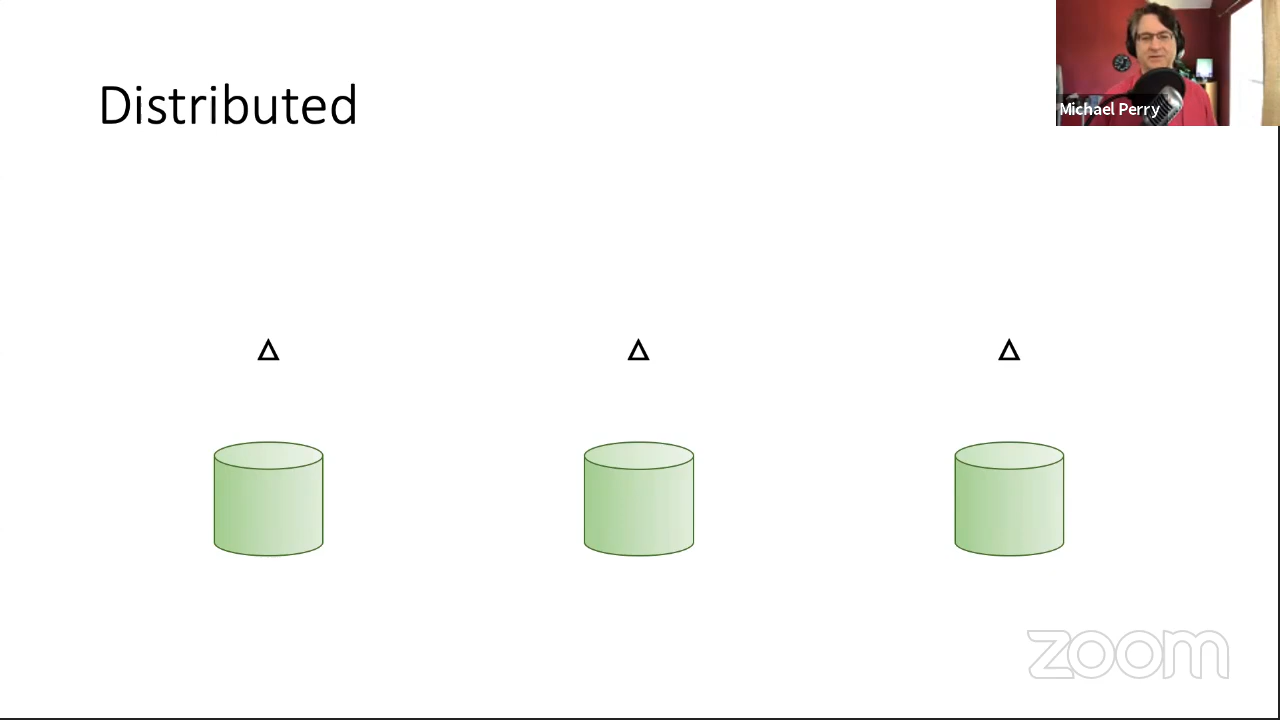 Distributed
Michael Perry
Δ Δ Δ
zoom